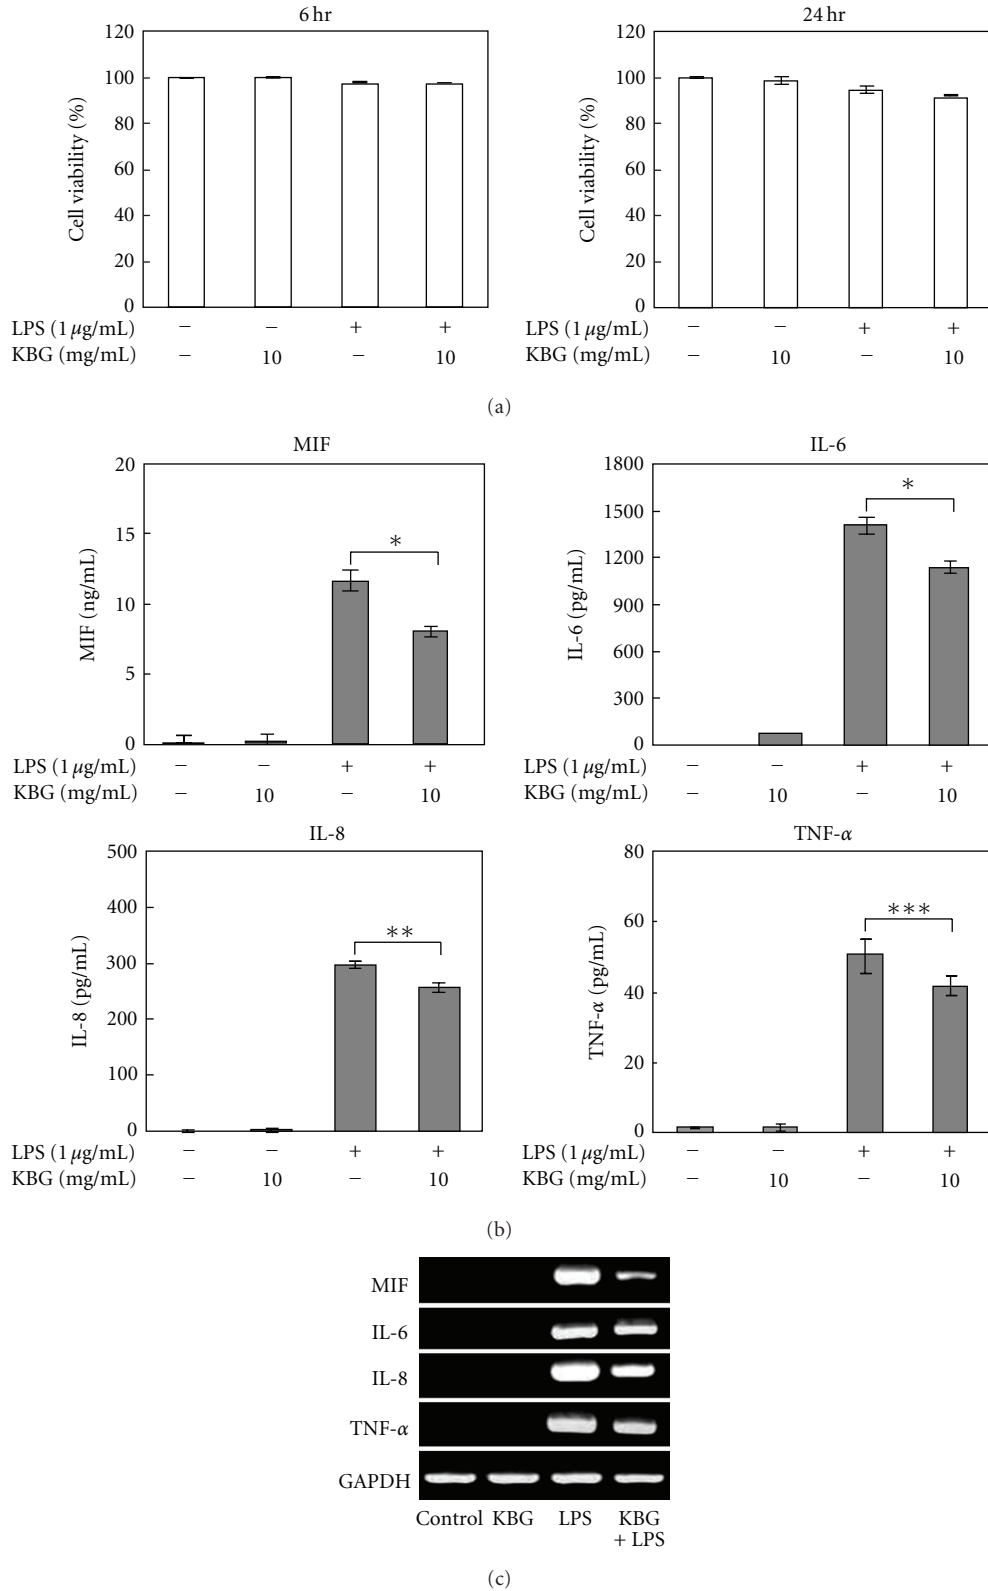 6 hr
24 hr
120
100
80
60
40
20
0
Cell viability (%)
LPS (1 μg/mL) − − + +
KBG (mg/mL) − 10 − 10
120
100
80
60
40
20
0
Cell viability (%)
LPS (1 μg/mL) − − + +
KBG (mg/mL) − 10 − 10
(a)
MIF
20
15
10
5
0
MIF (ng/mL)
*
LPS (1 μg/mL) − − + +
KBG (mg/mL) − 10 − 10
IL-6
1800
1500
1200
900
600
300
0
IL-6 (pg/mL)
*
LPS (1 μg/mL) − − + +
KBG (mg/mL) − 10 − 10
IL-8
500
400
300
200
100
0
IL-8 (pg/mL)
**
LPS (1 μg/mL) − − + +
KBG (mg/mL) − 10 − 10
TNF-α
80
60
40
20
0
TNF-α (pg/mL)
***
LPS (1 μg/mL) − − + +
KBG (mg/mL) − 10 − 10
(b)
MIF
IL-6
IL-8
TNF-α
GAPDH
Control KBG LPS KBG
+ LPS
(c)